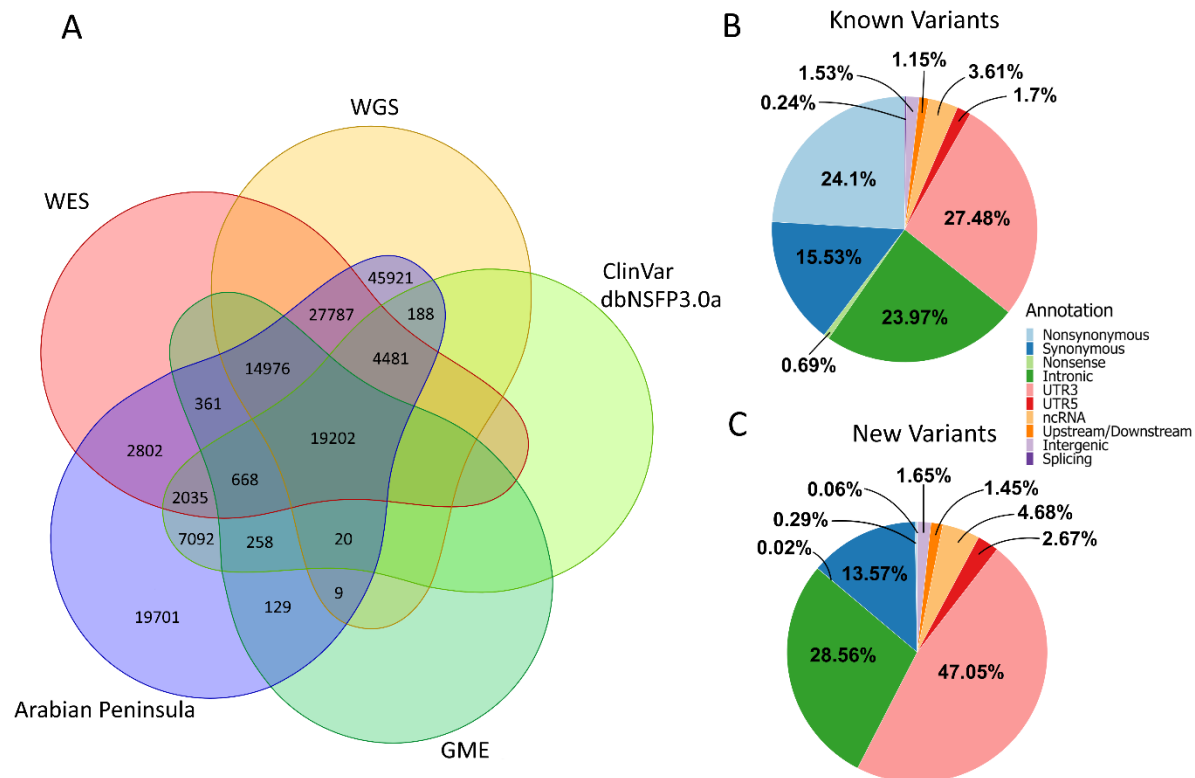 A
WGS
WES
ClinVar
dbNSFP3.0a
45921
27787
188
14976
4481
361
19202
2802
668
2035
7092
258
20
19701
129
9
Arabian Peninsula
GME
B
Known Variants
1.15%
1.53%
3.61%
0.24%
1.7%
24.1%
27.48%
15.53%
23.97%
0.69%
Annotation
Nonsynonymous
Synonymous
Nonsense
Intronic
UTR3
UTR5
ncRNA
Upstream/Downstream
Intergenic
Splicing
C
New Variants
1.65%
0.06%
1.45%
0.29%
4.68%
0.02%
2.67%
13.57%
28.56%
47.05%